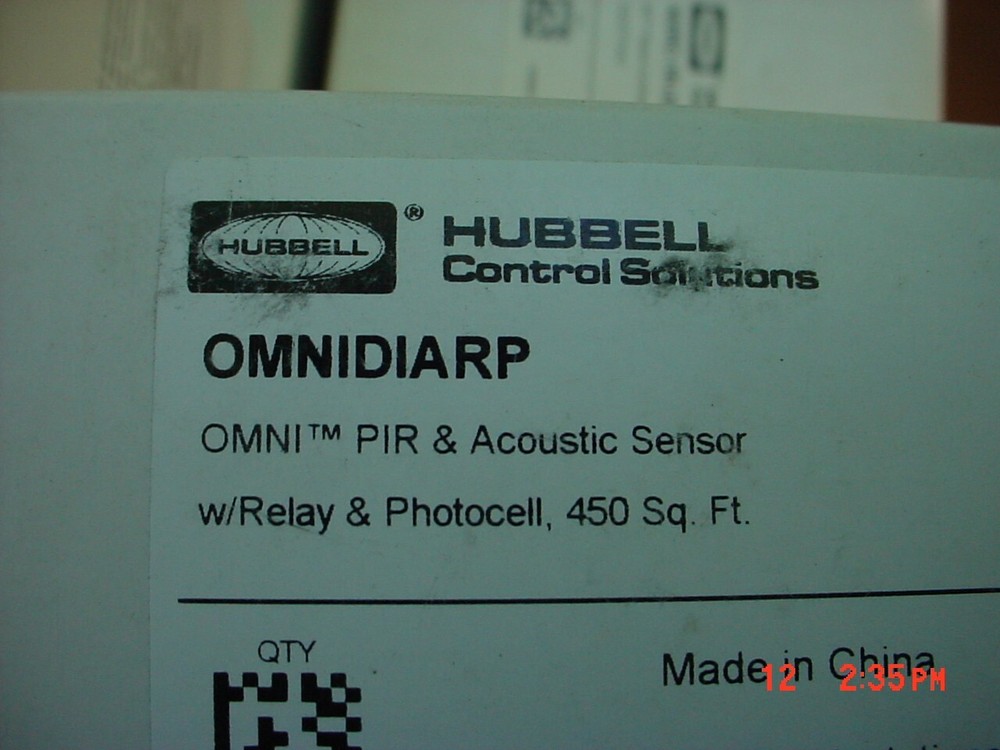 HUBBELL ® HUBBELL
Control Solutions
OMNIDIARP
OMNI™ PIR & Acoustic Sensor
w/Relay & Photocell, 450 Sq. Ft.
QTY
Made in China
12 2:35PM